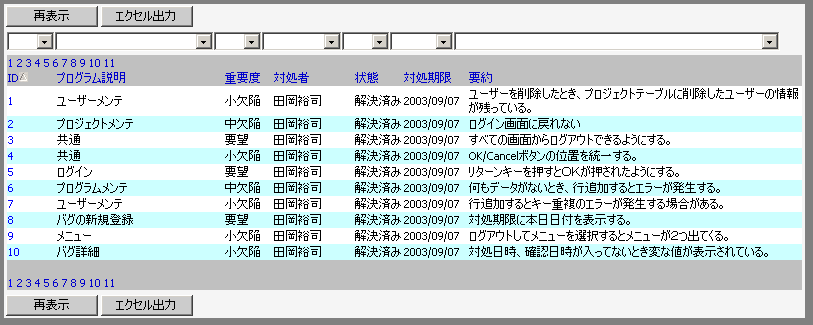 再表示 エクセル出力
1 2 3 4 5 6 7 8 9 10 11
ID プログラム説明 重要度 対処者 状態 対処期限 要約
1 ユーザーメンテ 小欠陥 田岡裕司 解決済み 2003/09/07 ユーザーを削除したとき、プロジェクトテーブルに削除したユーザーの情報
が残っている。
2 プロジェクトメンテ 中欠陥 田岡裕司 解決済み 2003/09/07 ログイン画面に戻れない
3 共通 要望 田岡裕司 解決済み 2003/09/07 すべての画面からログアウトできるようにする。
4 共通 小欠陥 田岡裕司 解決済み 2003/09/07 OK/Cancelボタンの位置を統一する。
5 ログイン 要望 田岡裕司 解決済み 2003/09/07 リターンキーを押すとOKが押されたようにする。
6 プログラムメンテ 中欠陥 田岡裕司 解決済み 2003/09/07 何もデータがないとき、行追加するとエラーが発生する。
7 ユーザーメンテ 小欠陥 田岡裕司 解決済み 2003/09/07 行追加するとキー重複のエラーが発生する場合がある。
8 バグの新規登録 要望 田岡裕司 解決済み 2003/09/07 対処期限に本日日付を表示する。
9 メニュー 小欠陥 田岡裕司 解決済み 2003/09/07 ログアウトしてメニューを選択するとメニューが2つ出てくる。
10 バグ詳細 小欠陥 田岡裕司 解決済み 2003/09/07 対処日時、確認日時が入ってないとき変な値が表示されている。
1 2 3 4 5 6 7 8 9 10 11
再表示 エクセル出力